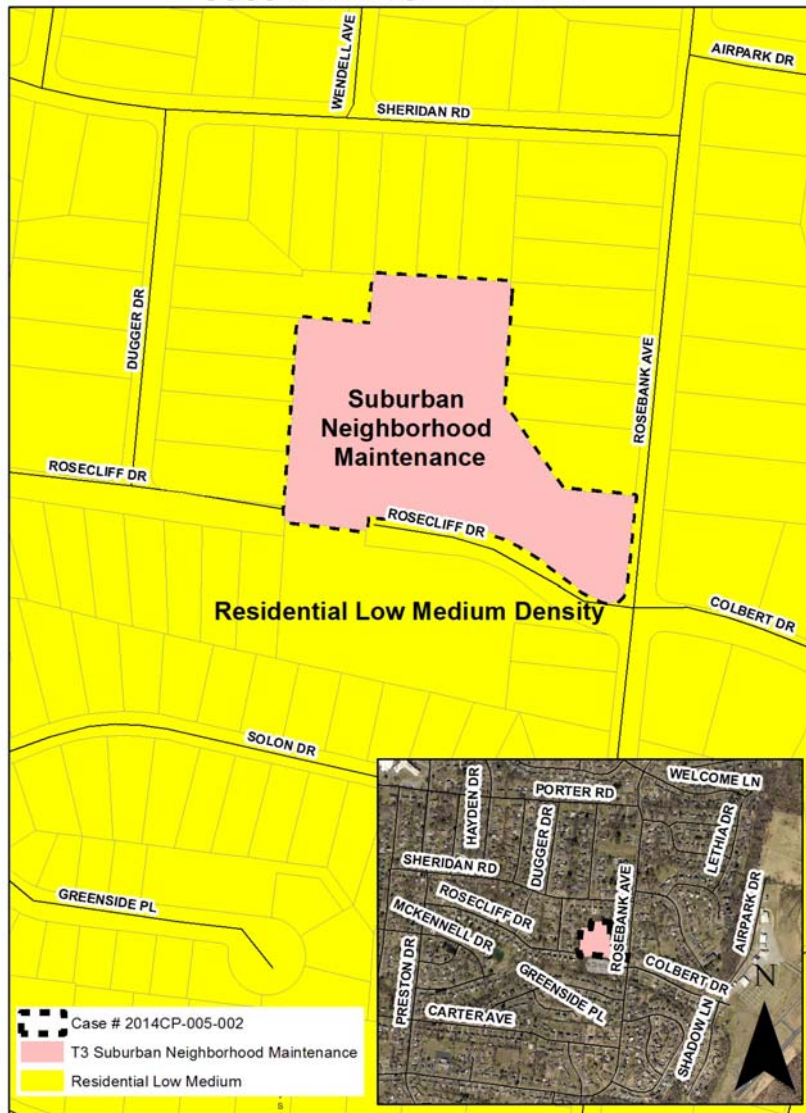 WENDELL AVE
AIRPARK DR
SHERIDAN RD
DUGGER DR
ROSEBANK AVE
Suburban
Neighborhood
Maintenance
ROSECLIFF DR
ROSECLIFF DR
Residential Low Medium Density
COLBERT DR
SOLON DR
GREENSIDE PL
WELCOME LN
PORTER RD
HAYDEN DR
DUGGER DR
LETHIA DR
SHERIDAN RD
ROSEBANK AVE
AIRPARK DR
ROSECLIFF DR
MCKENNELL DR
PRESTON DR
GREENSIDE PL
COLBERT DR
CARTER AVE
SHADOW LN
N
Case # 2014CP-005-002
T3 Suburban Neighborhood Maintenance
Residential Low Medium